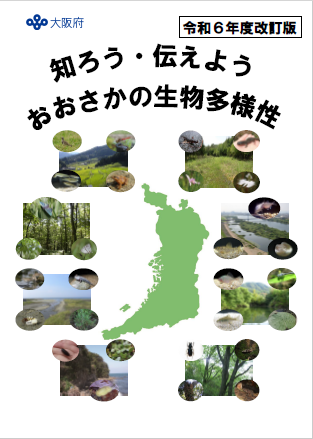 大阪府
令和６年度改訂版
知ろう・伝えよう
おおさかの生物多様性